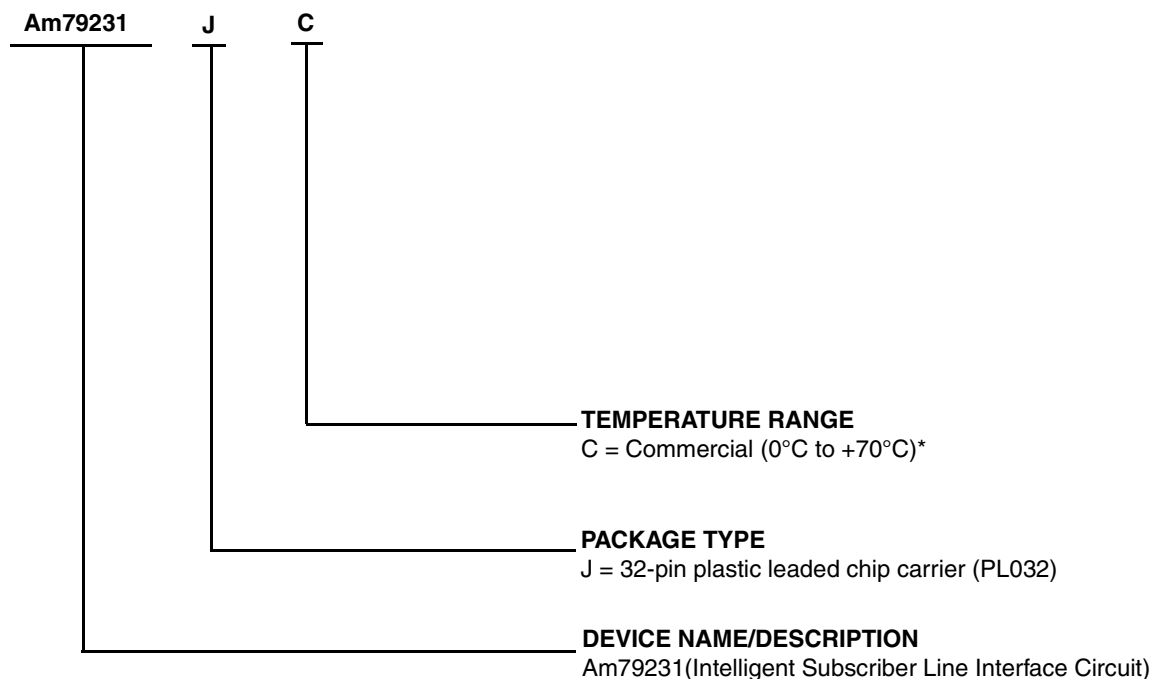 Am79231 J C
TEMPERATURE RANGE
C = Commercial (0°C to +70°C)*
PACKAGE TYPE
J = 32-pin plastic leaded chip carrier (PL032)
DEVICE NAME/DESCRIPTION
Am79231(Intelligent Subscriber Line Interface Circuit)